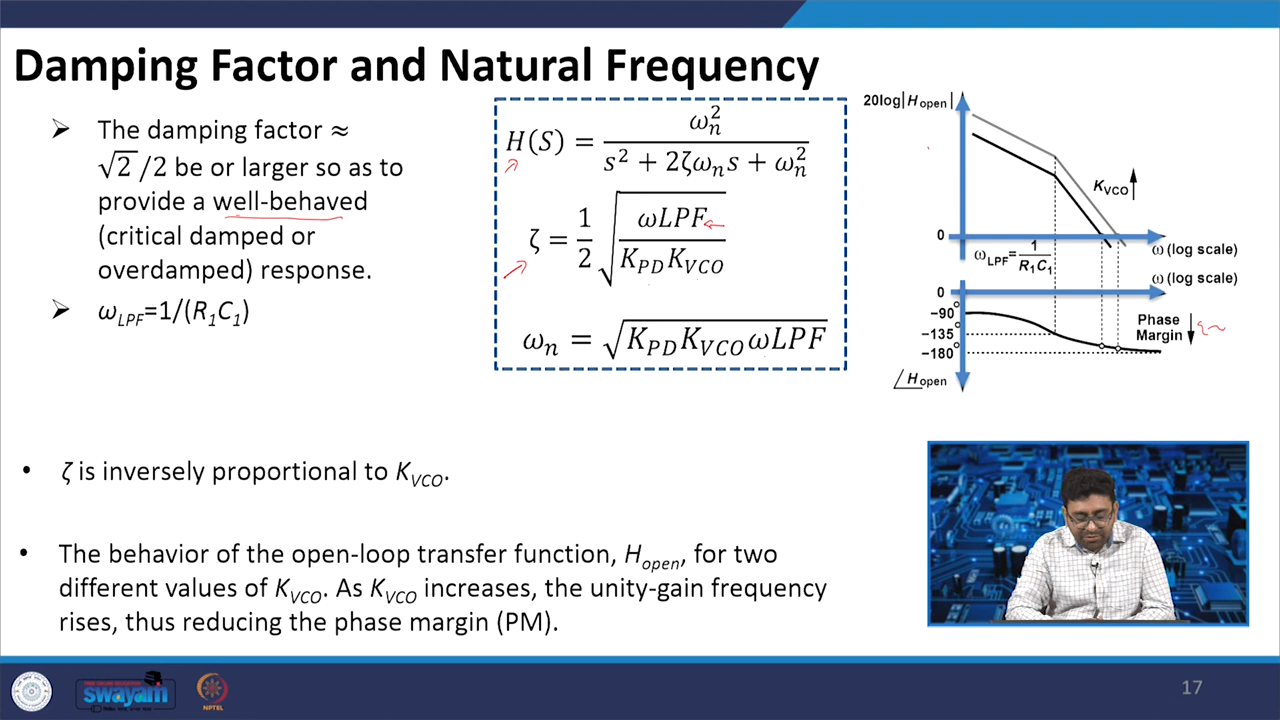 Damping Factor and Natural Frequency
➢ The damping factor ≈
√2/2 be or larger so as to
provide a well-behaved
(critical damped or
overdamped) response.
➢ ω_LPF=1/(R₁C₁)
H(S) = ω_n² / (s² + 2ζω_n s + ω_n²)
ζ = 1/2 √(ωLPF / (K_PD K_VCO))
ω_n = √(K_PD K_VCO ωLPF)
20log|H_open|
K_VCO
0
ω (log scale)
ω_LPF = 1/(R₁C₁)
ω (log scale)
0
−90°
−135°
−180°
Phase
Margin
∠H_open
• ζ is inversely proportional to K_VCO.
• The behavior of the open-loop transfer function, H_open, for two
different values of K_VCO. As K_VCO increases, the unity-gain frequency
rises, thus reducing the phase margin (PM).
swayam
NPTEL
17